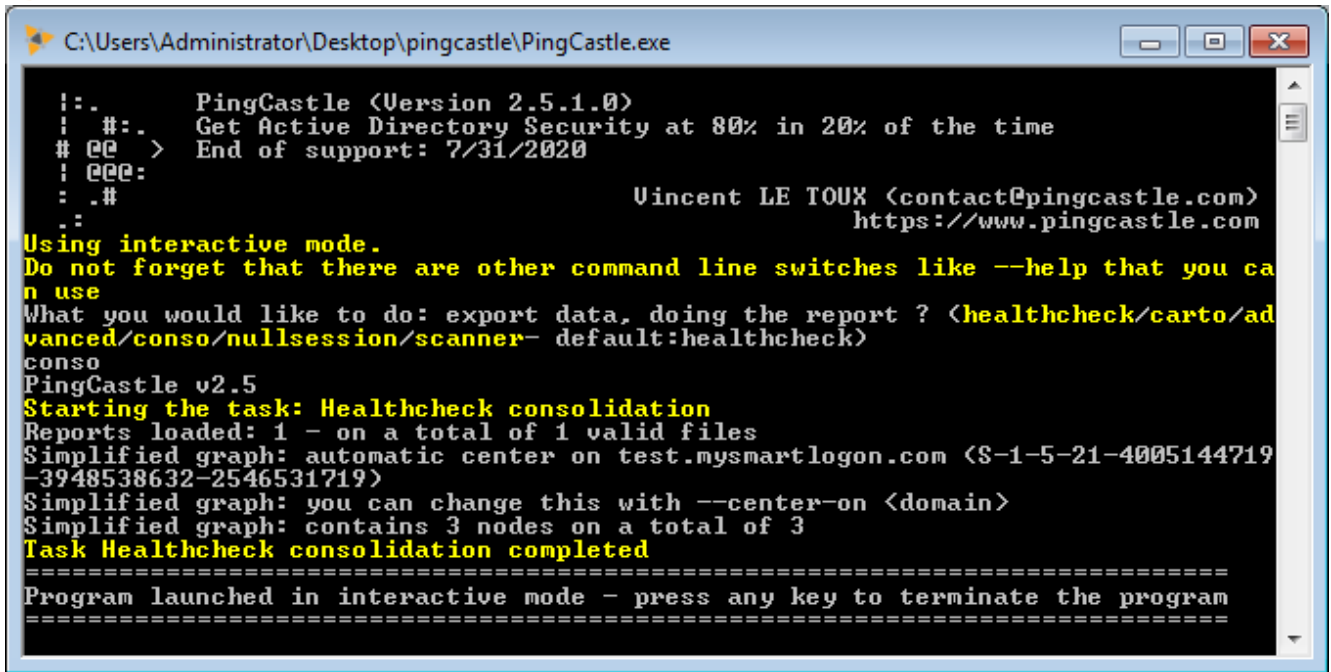 C:\Users\Administrator\Desktop\pingcastle\PingCastle.exe
|:.       PingCastle (Version 2.5.1.0)
|  #:.   Get Active Directory Security at 80% in 20% of the time
# @@  >  End of support: 7/31/2020
| @@@:
: .#                                Vincent LE TOUX (contact@pingcastle.com)
.:                                               https://www.pingcastle.com
Using interactive mode.
Do not forget that there are other command line switches like --help that you ca
n use
What you would like to do: export data, doing the report ? (healthcheck/carto/ad
vanced/conso/nullsession/scanner- default:healthcheck)
conso
PingCastle v2.5
Starting the task: Healthcheck consolidation
Reports loaded: 1 - on a total of 1 valid files
Simplified graph: automatic center on test.mysmartlogon.com (S-1-5-21-4005144719
-3948538632-2546531719)
Simplified graph: you can change this with --center-on <domain>
Simplified graph: contains 3 nodes on a total of 3
Task Healthcheck consolidation completed
============================================================================
Program launched in interactive mode - press any key to terminate the program
============================================================================